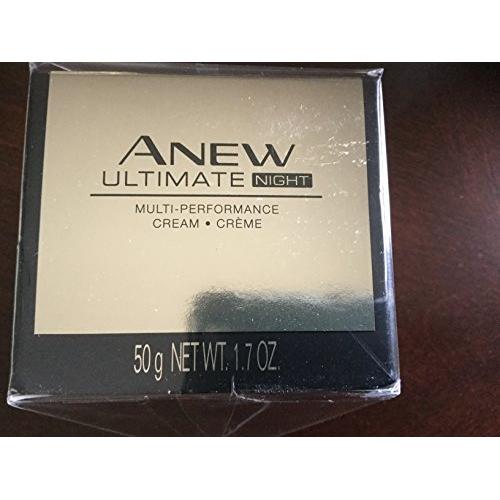 ANEW
ULTIMATE NIGHT
MULTI-PERFORMANCE
CREAM • CRÈME
50 g NET WT. 1.7 OZ.